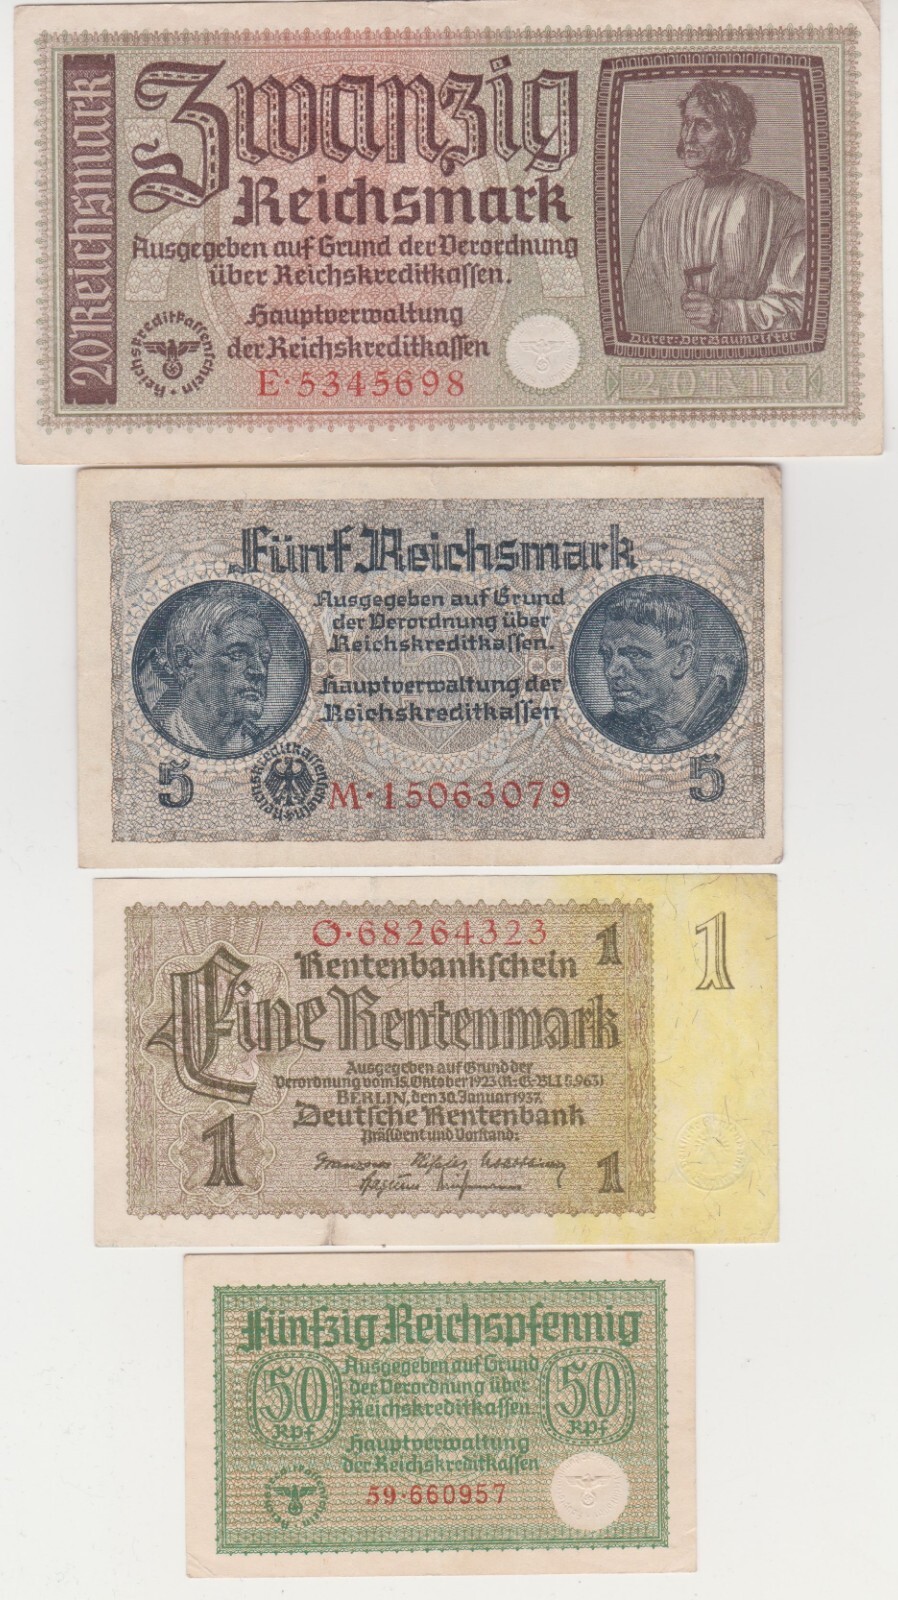 20 Reichsmark
Zwanzig
Reichsmark
Ausgegeben auf Grund der Verordnung
über Reichskreditkassen.
Hauptverwaltung
der Reichskreditkassen
Reichskreditkassenschein
E·5345698
Dürer: Der Baumeister
20 RM
Fünf Reichsmark
Ausgegeben auf Grund
der Verordnung über
Reichskreditkassen.
Hauptverwaltung der
Reichskreditkassen
5
Reichskreditkassenschein
M·15063079
5
O·68264323
Rentenbankschein
1
1
Eine Rentenmark
Ausgegeben auf Grund der
Verordnung vom 15. Oktober 1923 (R.-G.-Bl. I S. 963)
BERLIN, den 30. Januar 1937.
Deutsche Rentenbank
Präsident und Vorstand:
1
1
Fünfzig Reichspfennig
50
Rpf
Ausgegeben auf Grund
der Verordnung über
Reichskreditkassen
50
Rpf
Hauptverwaltung
der Reichskreditkassen
Reichskreditkassenschein
59·660957